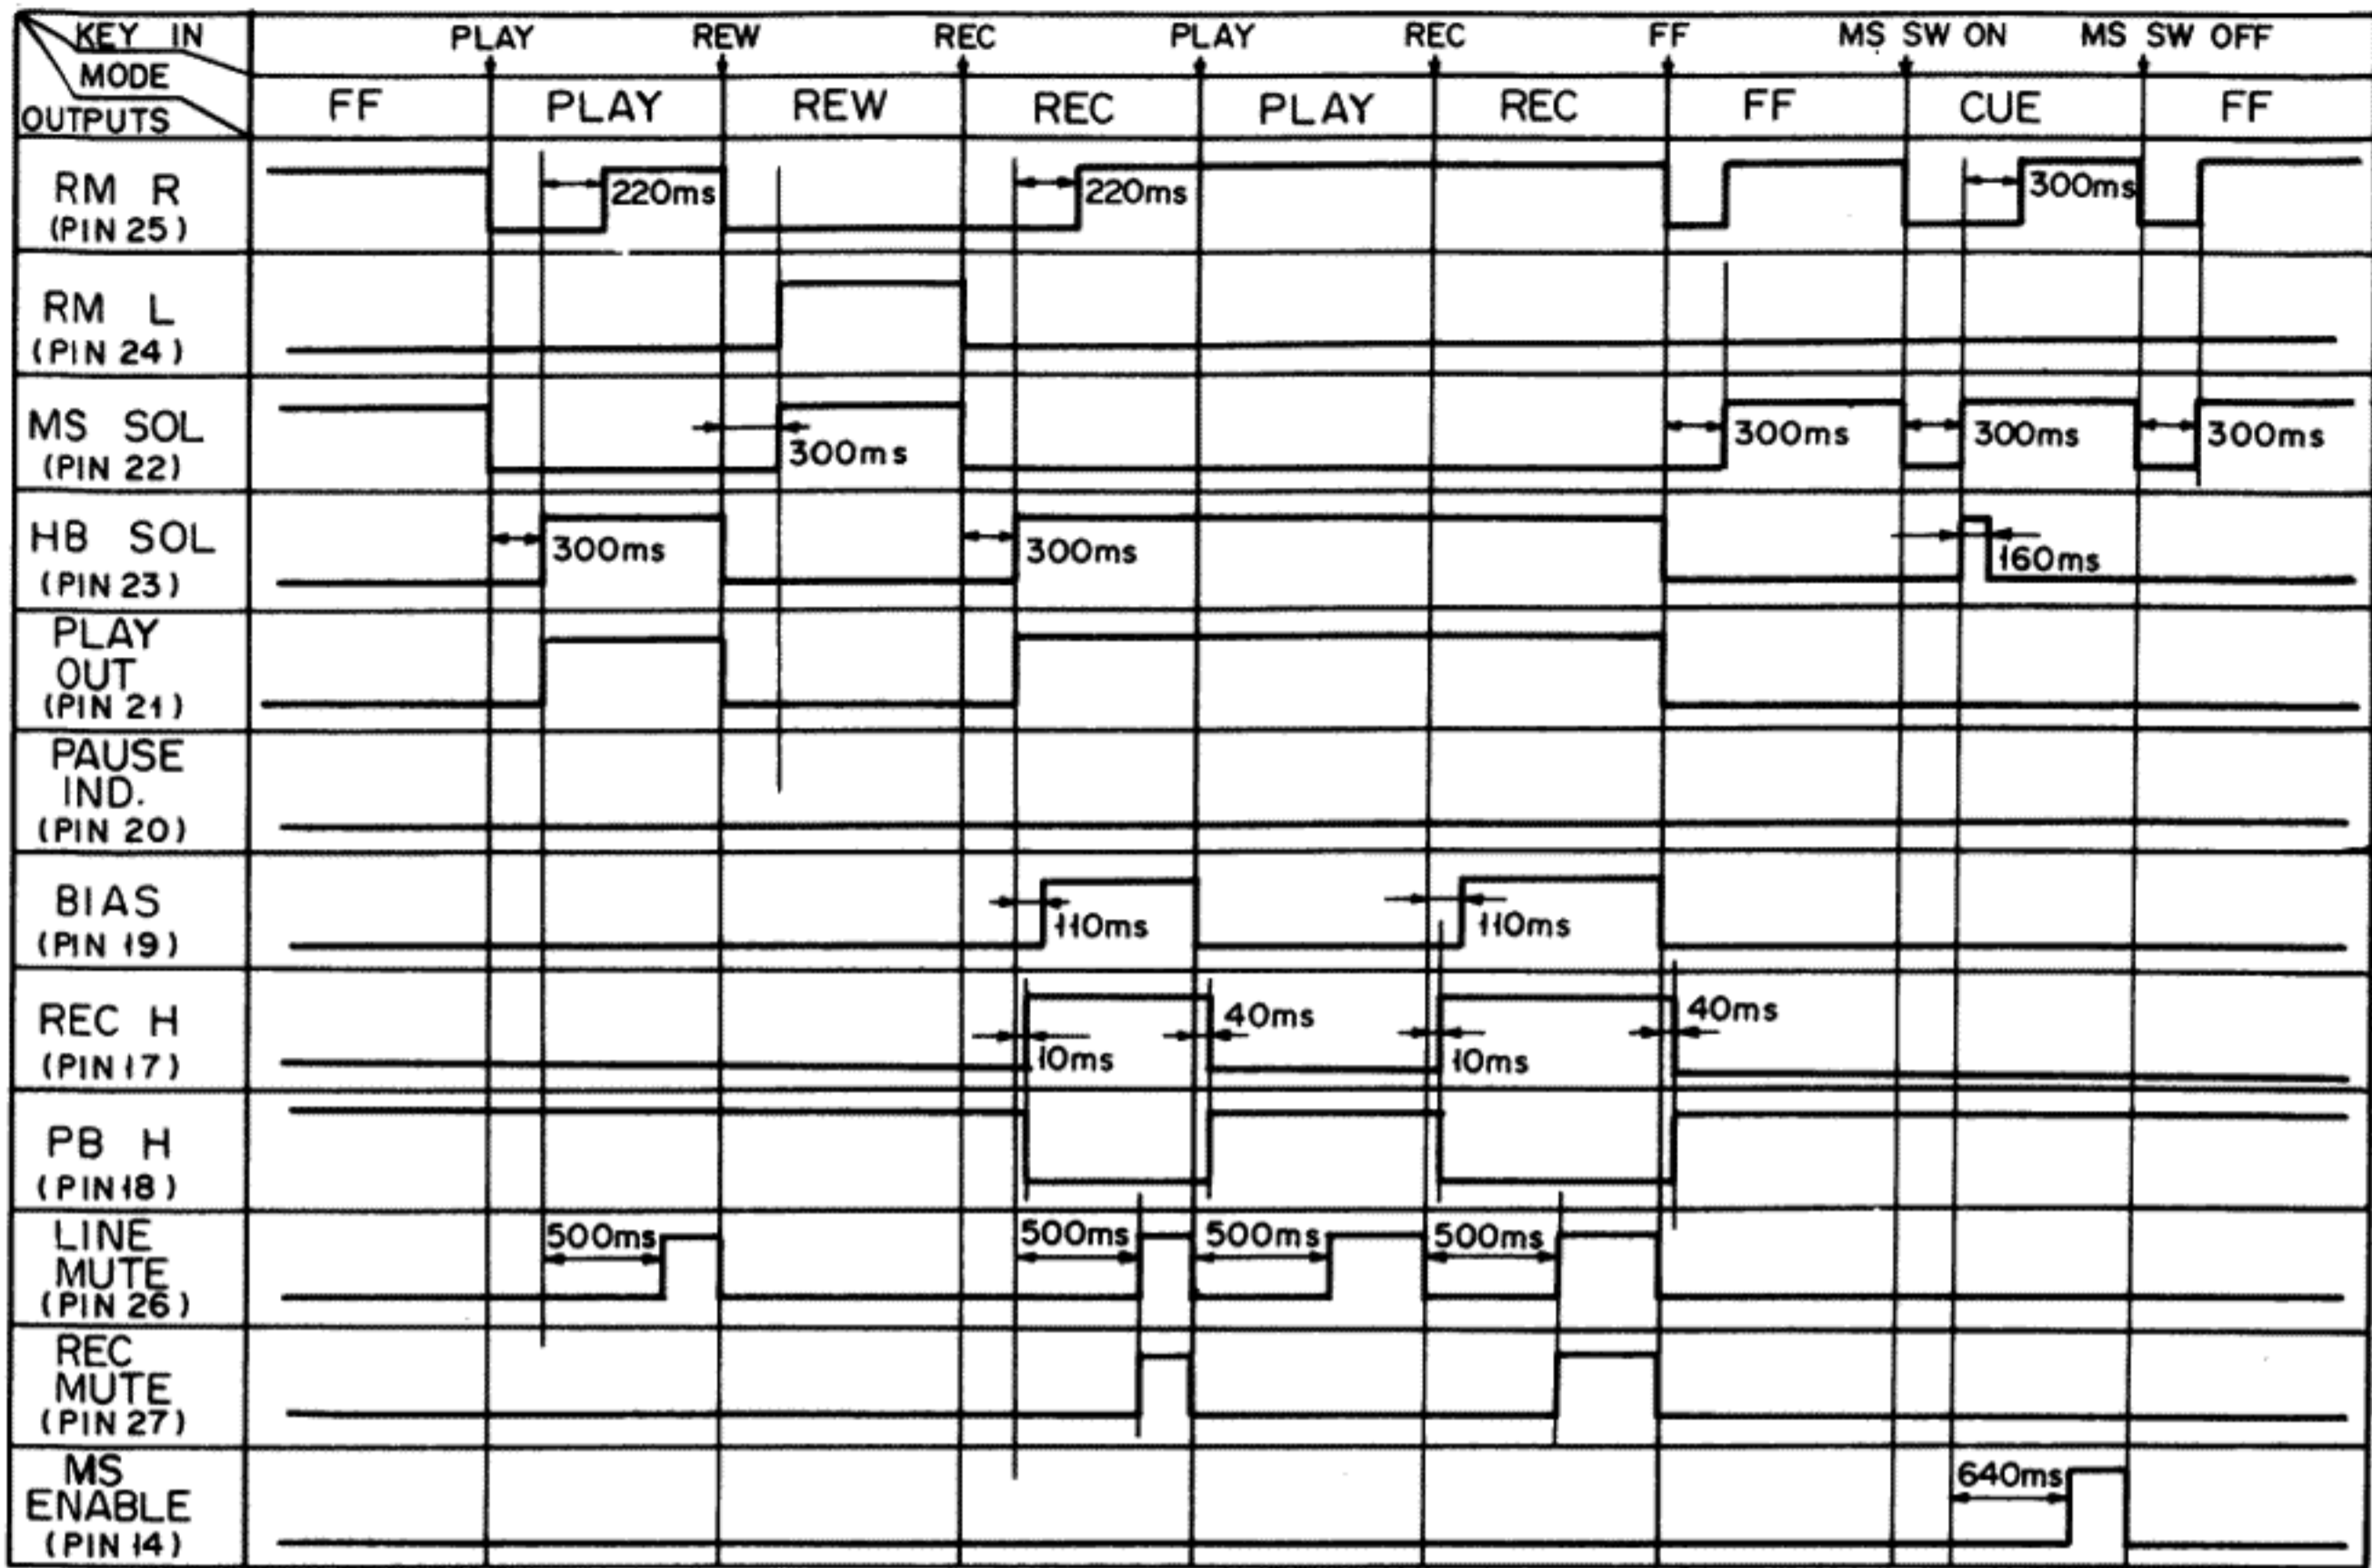 KEY IN
MODE
OUTPUTS
PLAY REW REC PLAY REC FF MS SW ON MS SW OFF
FF PLAY REW REC PLAY REC FF CUE FF
RM R
(PIN 25)
220ms 220ms 300ms
RM L
(PIN 24)
MS SOL
(PIN 22)
300ms 300ms 300ms 300ms
HB SOL
(PIN 23)
300ms 300ms 160ms
PLAY
OUT
(PIN 21)
PAUSE
IND.
(PIN 20)
BIAS
(PIN 19)
110ms 110ms
REC H
(PIN 17)
10ms 40ms 10ms 40ms
PB H
(PIN 18)
LINE
MUTE
(PIN 26)
500ms 500ms 500ms 500ms
REC
MUTE
(PIN 27)
MS
ENABLE
(PIN 14)
640ms